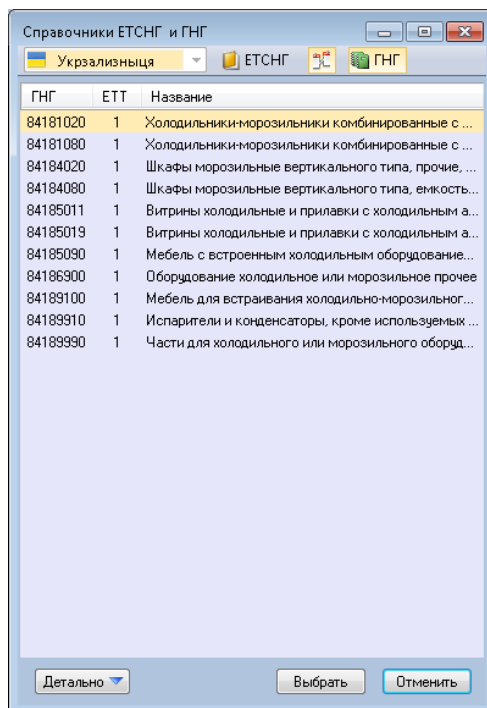 Справочники ЕТСНГ и ГНГ
Укрзализныця ЕТСНГ ГНГ
ГНГ ЕТТ Название
84181020 1 Холодильники-морозильники комбинированные с ...
84181080 1 Холодильники-морозильники комбинированные с ...
84184020 1 Шкафы морозильные вертикального типа, прочие, ...
84184080 1 Шкафы морозильные вертикального типа, емкость...
84185011 1 Витрины холодильные и прилавки с холодильным а...
84185019 1 Витрины холодильные и прилавки с холодильным а...
84185090 1 Мебель с встроенным холодильным оборудование...
84186900 1 Оборудование холодильное или морозильное прочее
84189100 1 Мебель для встраивания холодильно-морозильног...
84189910 1 Испарители и конденсаторы, кроме используемых ...
84189990 1 Части для холодильного или морозильного оборуд...
Детально Выбрать Отменить